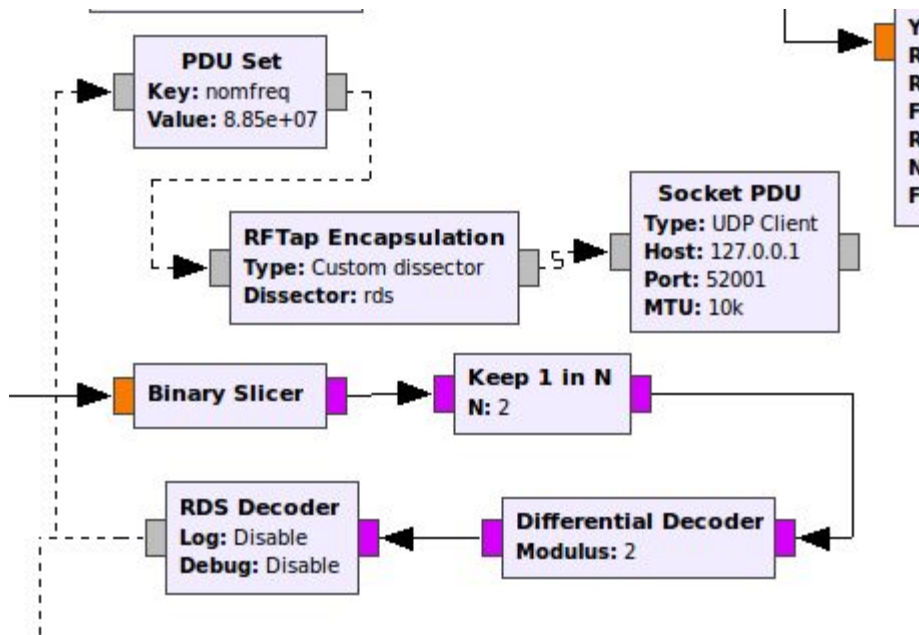 PDU Set
Key: nomfreq
Value: 8.85e+07
Y
R
R
F
R
N
F
RFTap Encapsulation
Type: Custom dissector
Dissector: rds
Socket PDU
Type: UDP Client
Host: 127.0.0.1
Port: 52001
MTU: 10k
Binary Slicer
Keep 1 in N
N: 2
RDS Decoder
Log: Disable
Debug: Disable
Differential Decoder
Modulus: 2